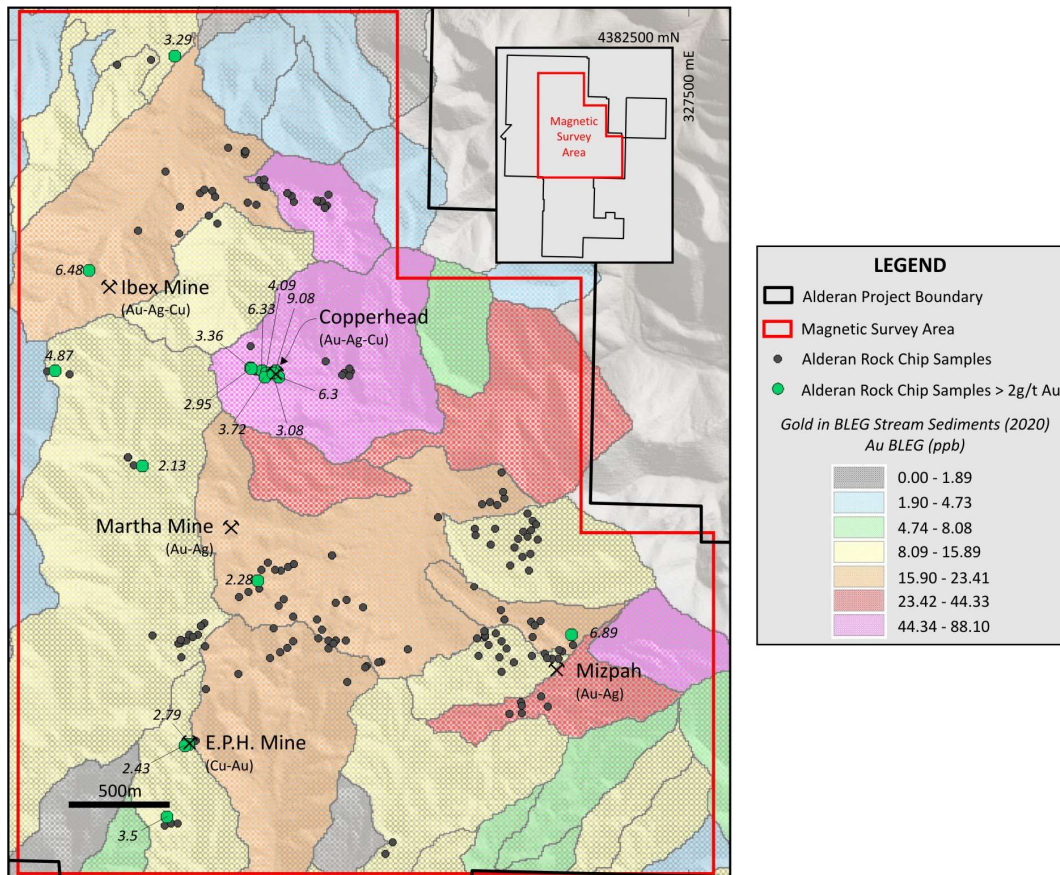 3.29
4382500 mN
327500 mE
Magnetic
Survey
Area
6.48
Ibex Mine
(Au-Ag-Cu)
4.09
6.33
9.08
3.36
Copperhead
(Au-Ag-Cu)
4.87
2.95
6.3
3.72
3.08
2.13
Martha Mine
(Au-Ag)
2.28
6.89
Mizpah
(Au-Ag)
2.79
E.P.H. Mine
(Cu-Au)
2.43
500m
3.5
LEGEND
Alderan Project Boundary
Magnetic Survey Area
Alderan Rock Chip Samples
Alderan Rock Chip Samples > 2g/t Au
Gold in BLEG Stream Sediments (2020)
Au BLEG (ppb)
0.00 - 1.89
1.90 - 4.73
4.74 - 8.08
8.09 - 15.89
15.90 - 23.41
23.42 - 44.33
44.34 - 88.10